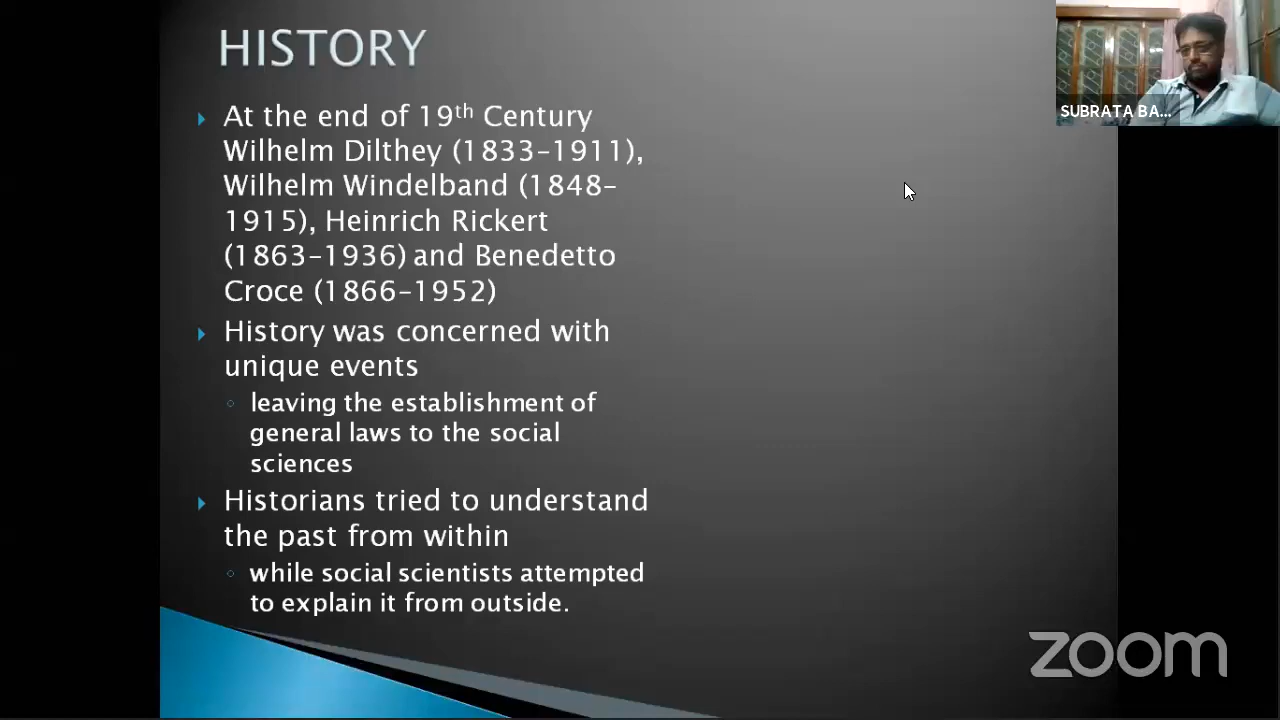 HISTORY
At the end of 19th Century
Wilhelm Dilthey (1833–1911),
Wilhelm Windelband (1848–
1915), Heinrich Rickert
(1863–1936) and Benedetto
Croce (1866–1952)
History was concerned with
unique events
leaving the establishment of
general laws to the social
sciences
Historians tried to understand
the past from within
while social scientists attempted
to explain it from outside.
SUBRATA BA...
zoom